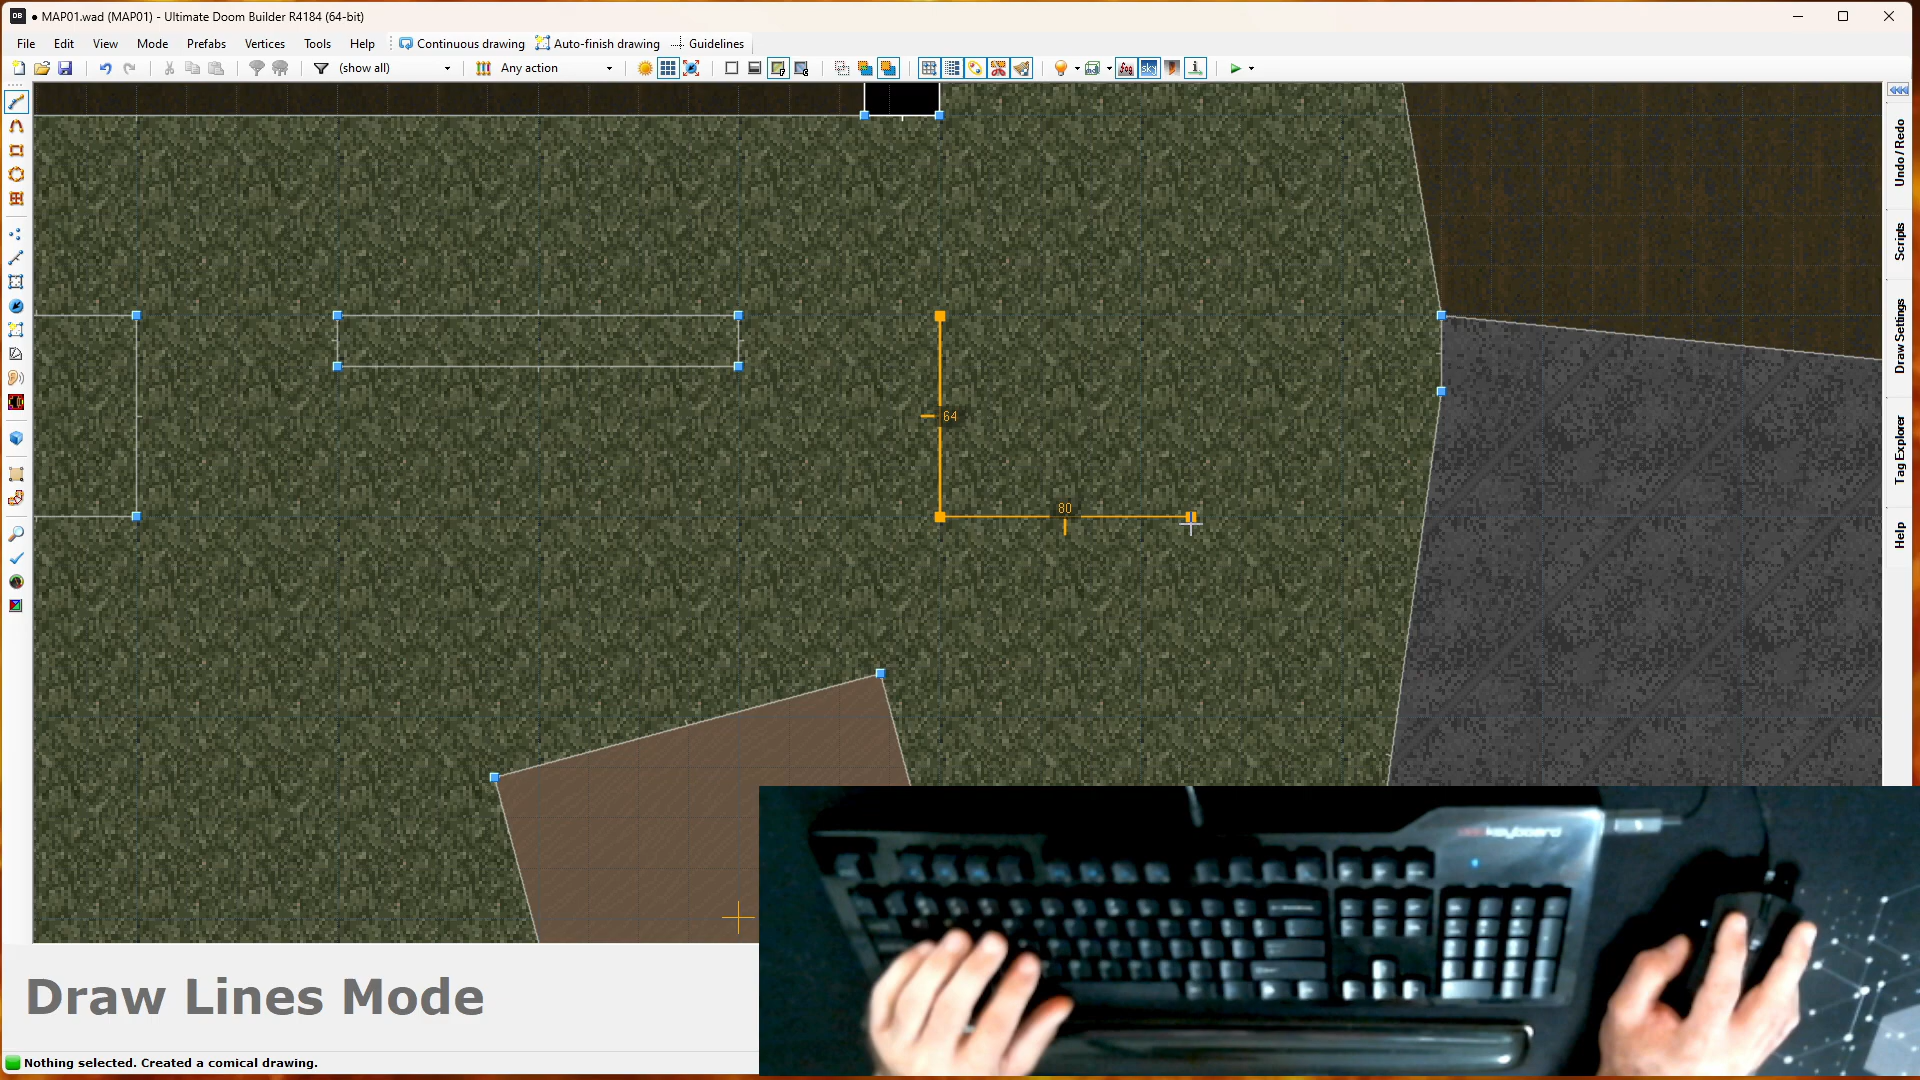 DB
• MAP01.wad (MAP01) - Ultimate Doom Builder R4184 (64-bit)
File Edit View Mode Prefabs Vertices Tools Help Continuous drawing Auto-finish drawing Guidelines
(show all) Any action
Undo / Redo
Scripts
Draw Settings
Tag Explorer
Help
64
80
keyboard
Draw Lines Mode
Nothing selected. Created a comical drawing.